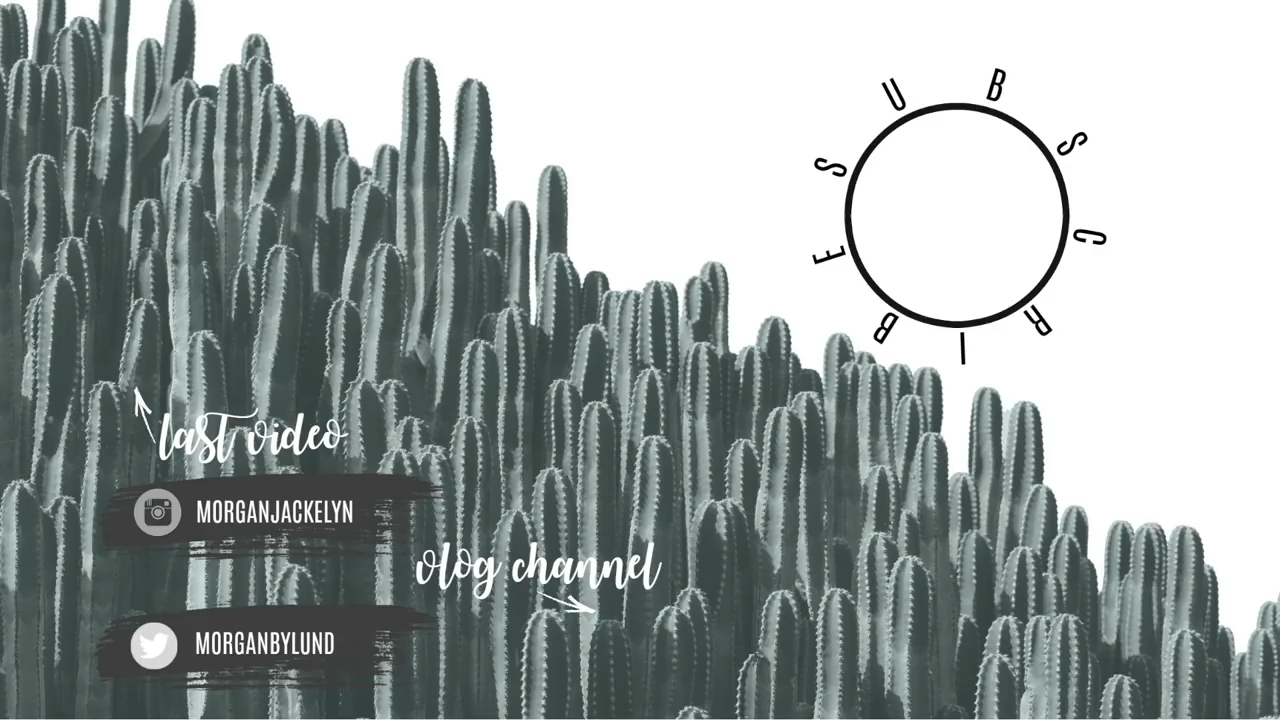 SUBSCRIBE
last video
MORGANJACKELYN
vlog channel
MORGANBYLUND